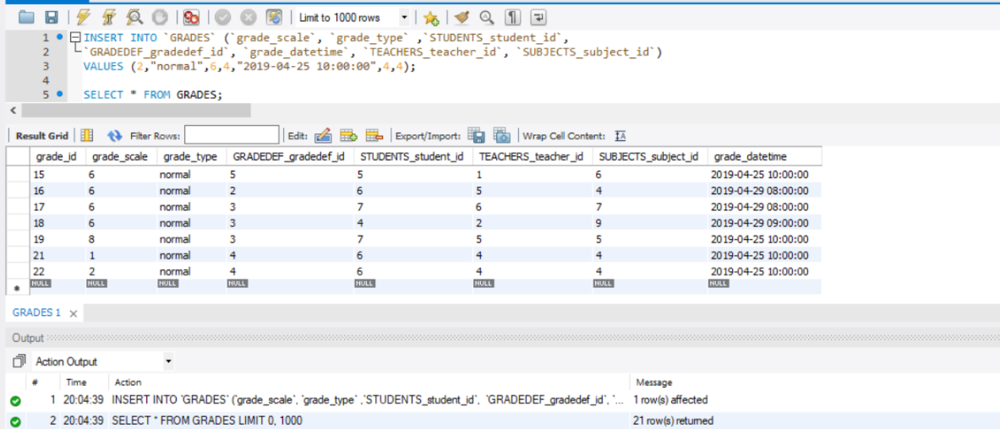 Limit to 1000 rows
1 INSERT INTO `GRADES` (`grade_scale`, `grade_type` ,`STUDENTS_student_id`,
2 `GRADEDEF_gradedef_id`, `grade_datetime`, `TEACHERS_teacher_id`, `SUBJECTS_subject_id`)
3 VALUES (2,"normal",6,4,"2019-04-25 10:00:00",4,4);
4
5 SELECT * FROM GRADES;
Result Grid Filter Rows: Edit: Export/Import: Wrap Cell Content: IA
grade_id grade_scale grade_type GRADEDEF_gradedef_id STUDENTS_student_id TEACHERS_teacher_id SUBJECTS_subject_id grade_datetime
15 6 normal 5 5 1 6 2019-04-25 10:00:00
16 6 normal 2 6 5 4 2019-04-29 08:00:00
17 6 normal 3 7 6 7 2019-04-29 08:00:00
18 6 normal 3 4 2 9 2019-04-29 09:00:00
19 8 normal 3 7 5 5 2019-04-25 10:00:00
21 1 normal 4 6 4 4 2019-04-25 10:00:00
22 2 normal 4 6 4 4 2019-04-25 10:00:00
* NULL NULL NULL NULL NULL NULL NULL NULL
GRADES 1
Output
Action Output
# Time Action Message
1 20:04:39 INSERT INTO `GRADES` (`grade_scale`, `grade_type` ,`STUDENTS_student_id`, `GRADEDEF_gradedef_id`, `... 1 row(s) affected
2 20:04:39 SELECT * FROM GRADES LIMIT 0, 1000 21 row(s) returned